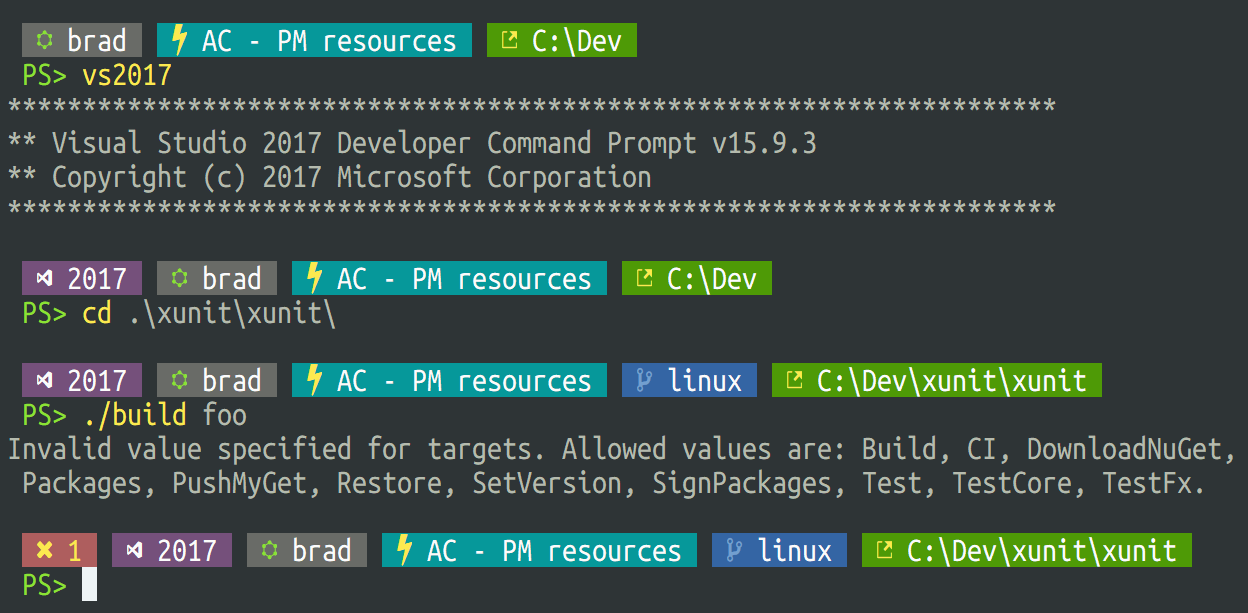 brad AC - PM resources C:\Dev
PS> vs2017
**********************************************************************
** Visual Studio 2017 Developer Command Prompt v15.9.3
** Copyright (c) 2017 Microsoft Corporation
**********************************************************************
2017 brad AC - PM resources C:\Dev
PS> cd .\xunit\xunit\
2017 brad AC - PM resources linux C:\Dev\xunit\xunit
PS> ./build foo
Invalid value specified for targets. Allowed values are: Build, CI, DownloadNuGet,
Packages, PushMyGet, Restore, SetVersion, SignPackages, Test, TestCore, TestFx.
✖ 1 2017 brad AC - PM resources linux C:\Dev\xunit\xunit
PS>